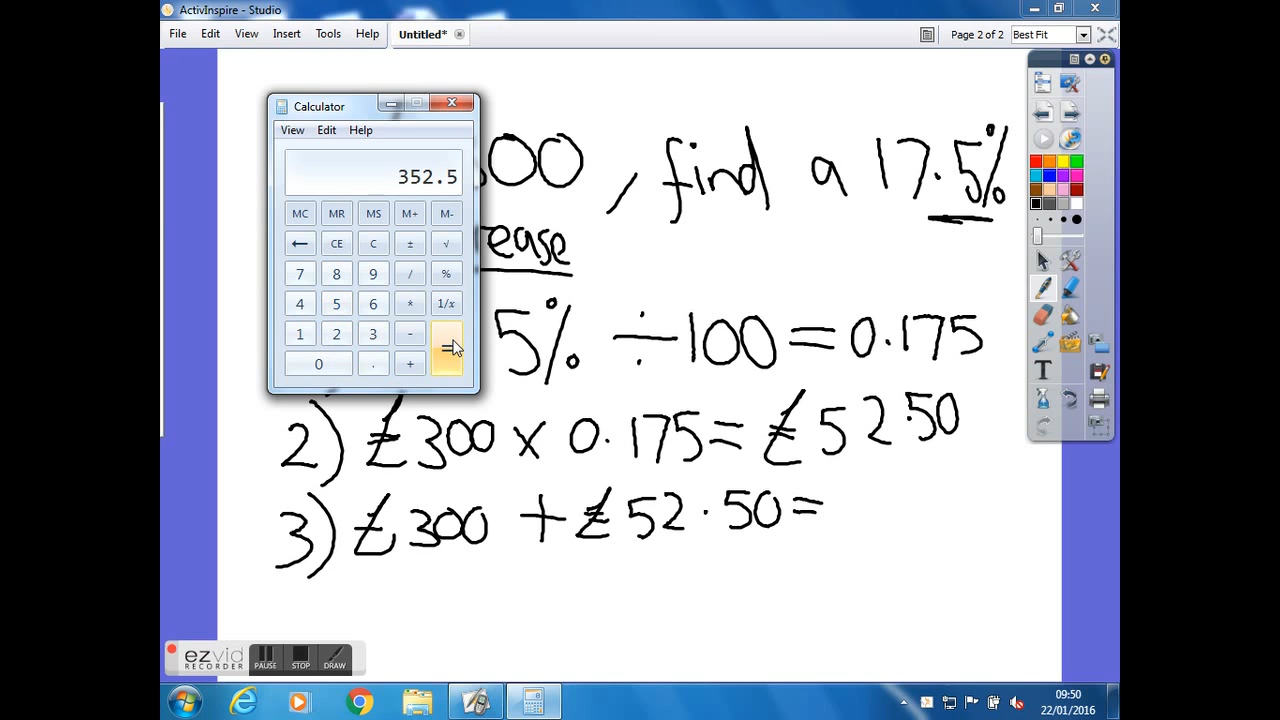 ActivInspire - Studio
File Edit View Insert Tools Help Untitled* Page 2 of 2 Best Fit
Calculator
View Edit Help
352.5
MC MR MS M+ M-
← CE C ± √
7 8 9 / %
4 5 6 * 1/x
1 2 3 - =
0 . +
00, find a 17.5%
ease
5% ÷ 100 = 0.175
2) £300 x 0.175 = £52.50
3) £300 + £52.50 =
T
ezvid
RECORDER
PAUSE STOP DRAW
09:50
22/01/2016